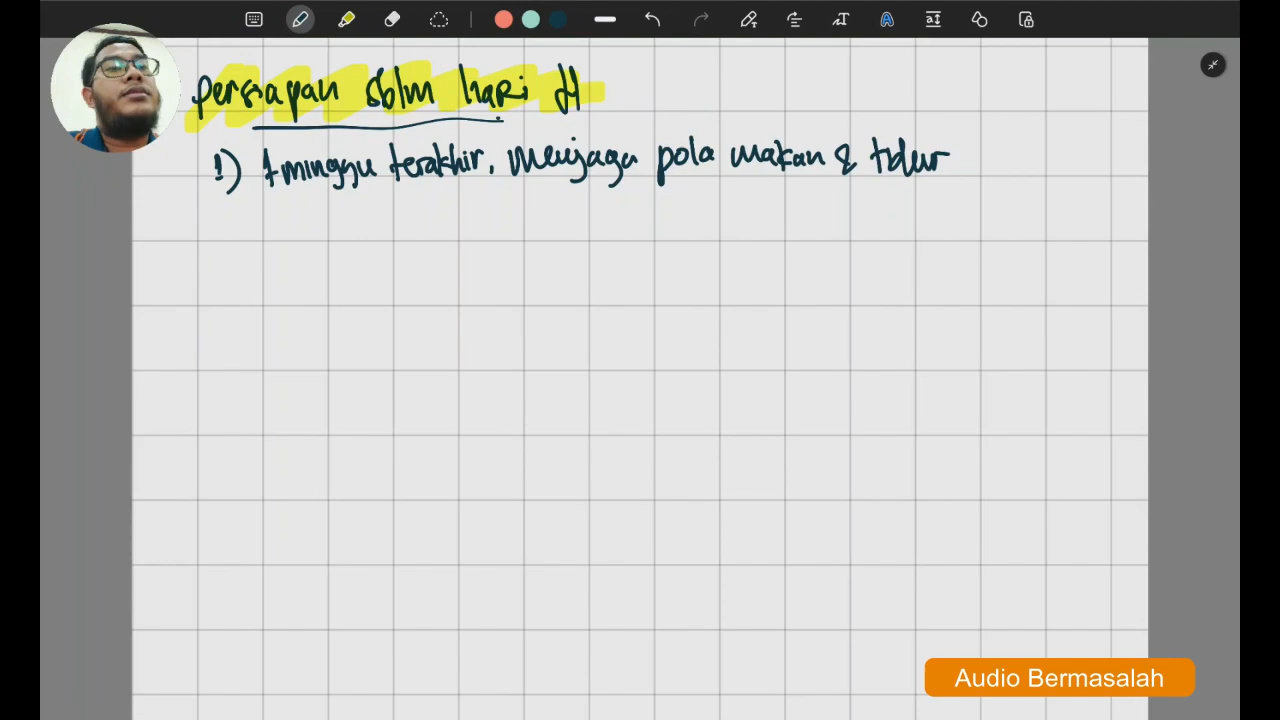 Persiapan sblm hari H
1) 1 minggu terakhir, menjaga pola makan & tidur
Audio Bermasalah